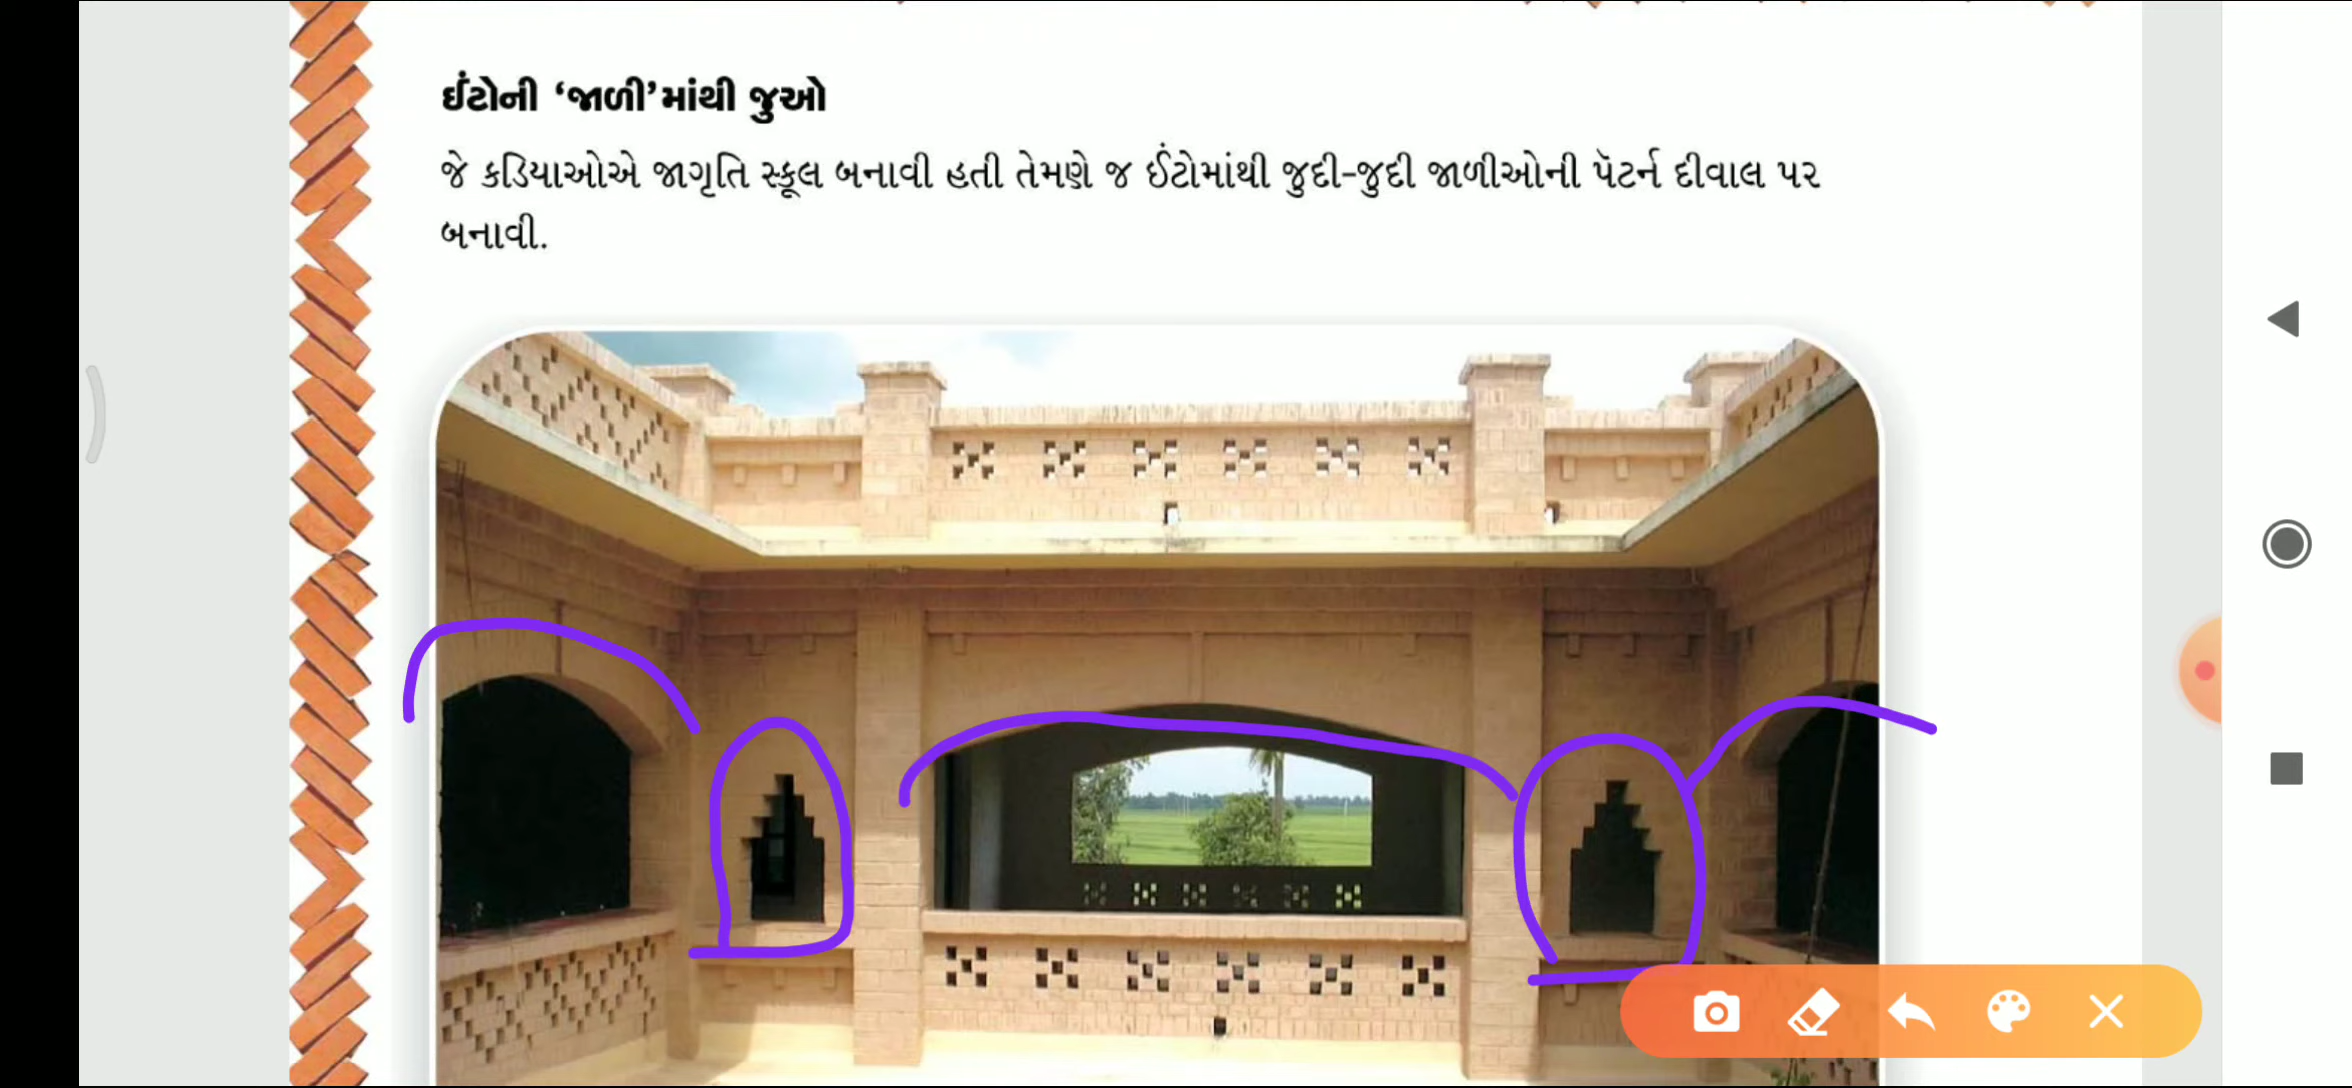 ઈંટોની ‘જાળી’માંથી જુઓ
જે કડિયાઓએ જાગૃતિ સ્કૂલ બનાવી હતી તેમણે જ ઈંટોમાંથી જુદી-જુદી જાળીઓની પૅટર્ન દીવાલ પર
બનાવી.